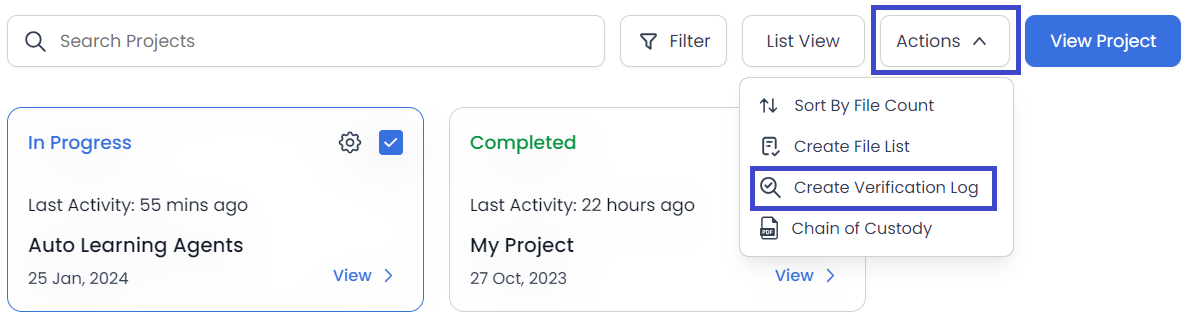 Search Projects
Filter
List View
Actions
View Project
Sort By File Count
Create File List
Create Verification Log
PDF
Chain of Custody
In Progress
Last Activity: 55 mins ago
Auto Learning Agents
25 Jan, 2024
View
Completed
Last Activity: 22 hours ago
My Project
27 Oct, 2023
View